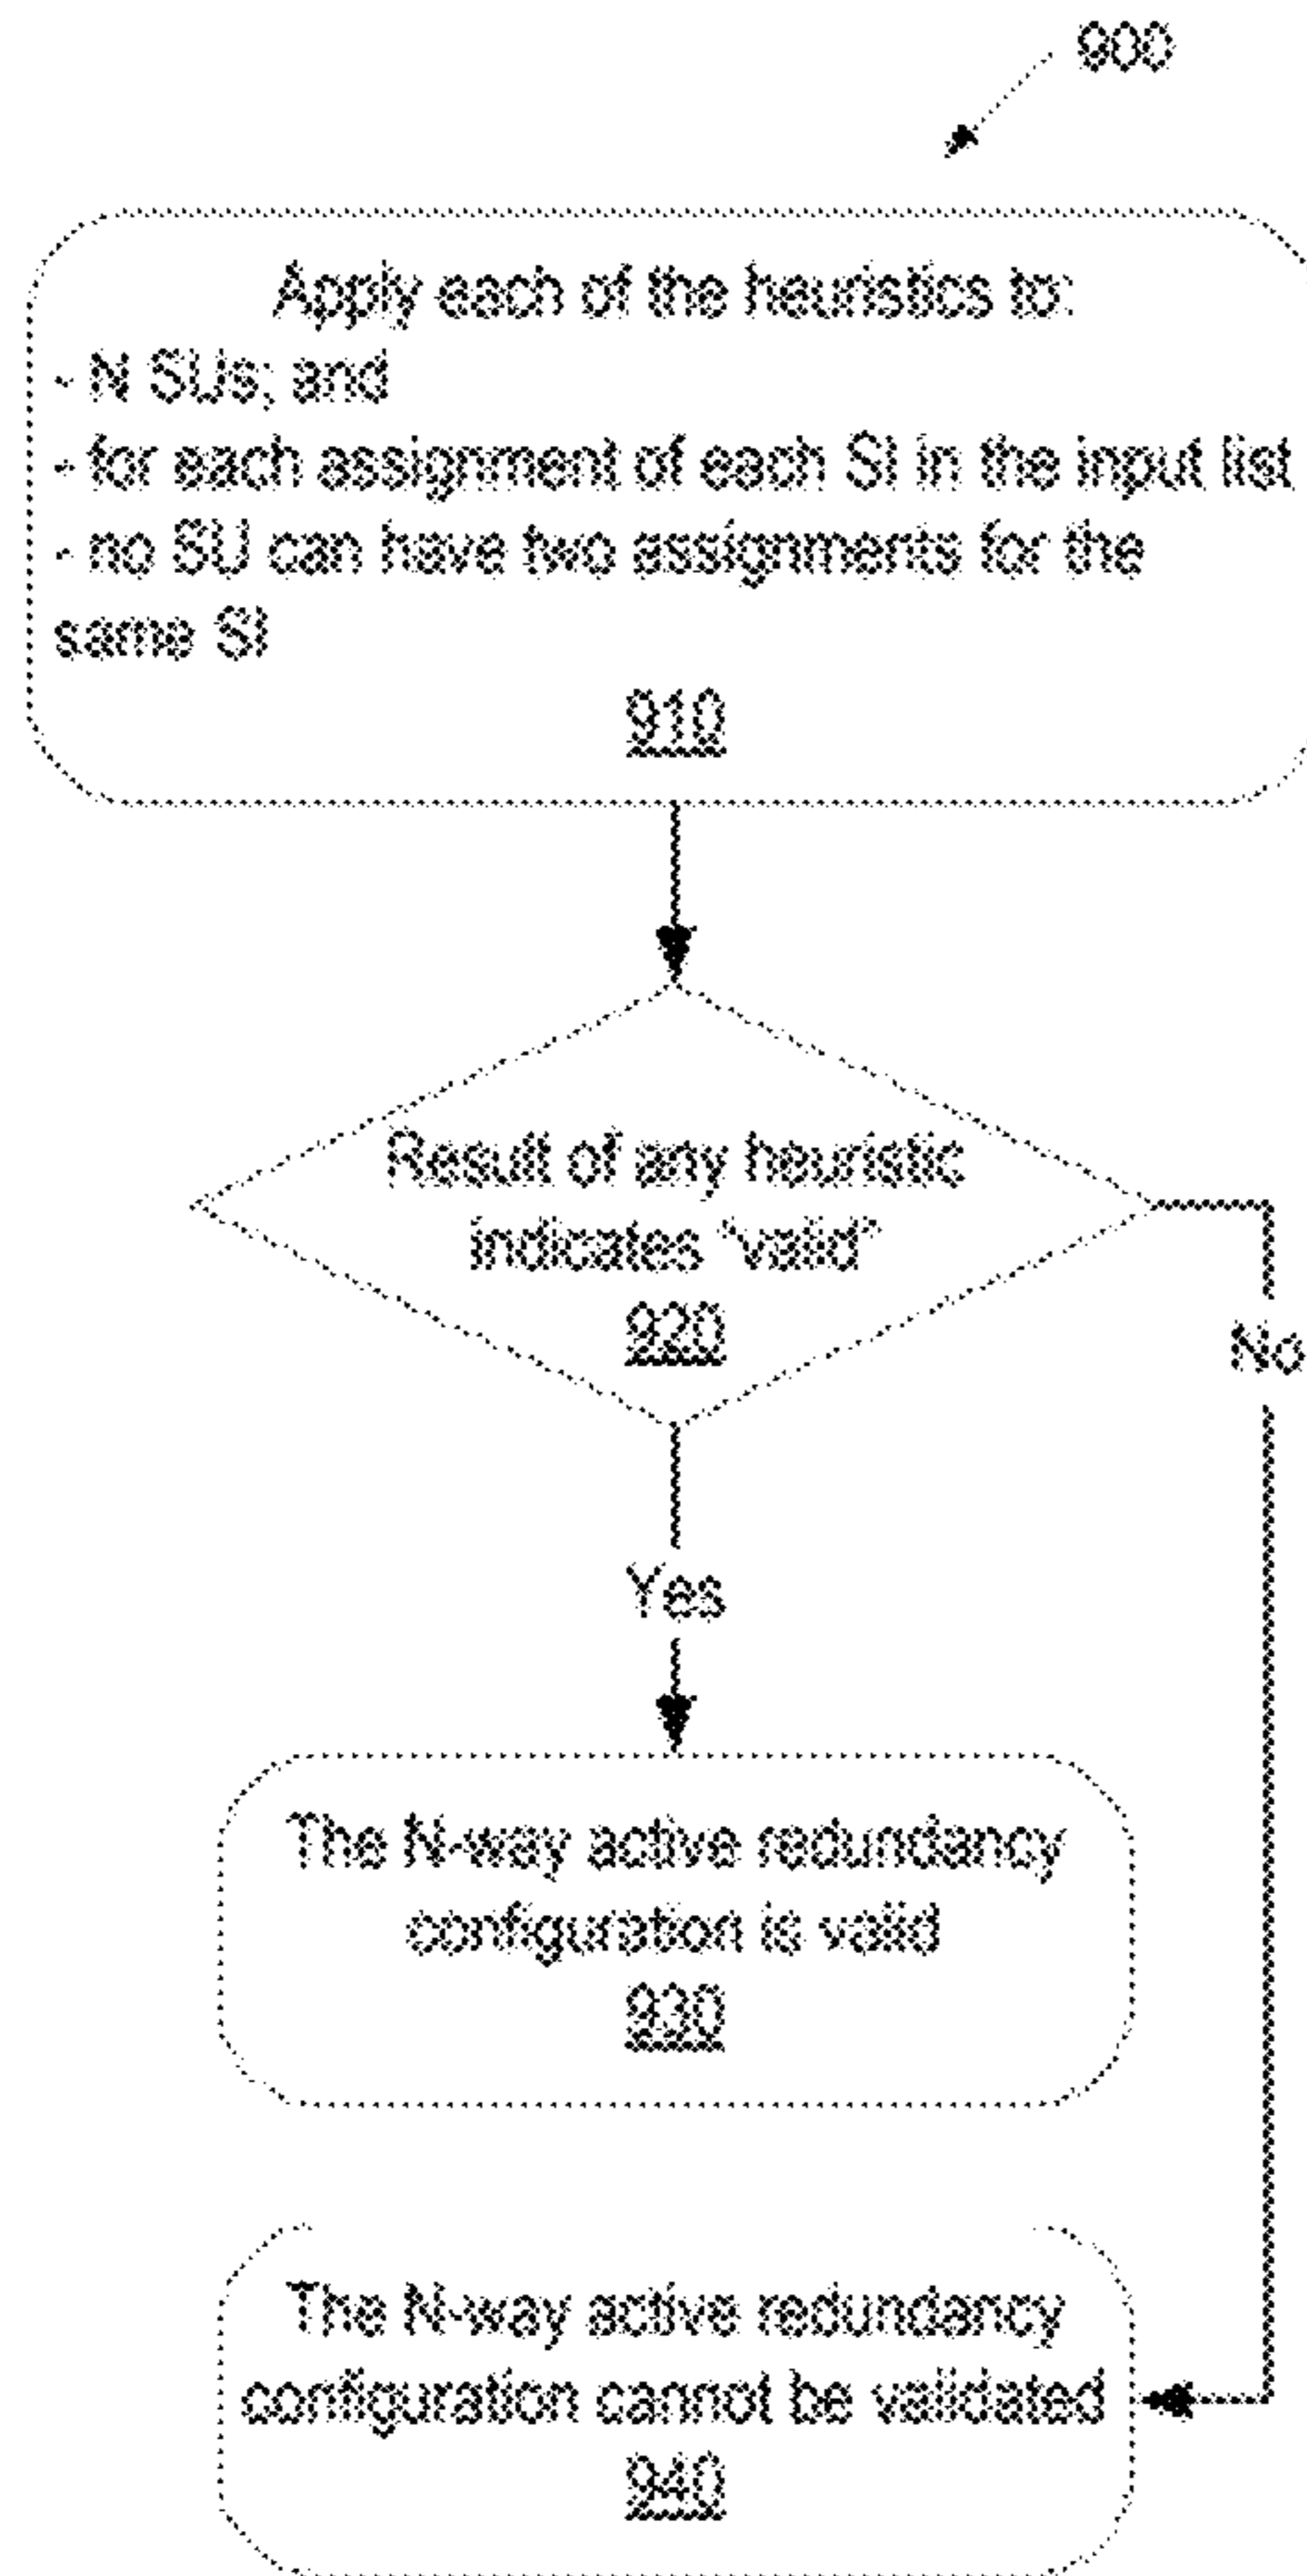 900
Apply each of the heuristics to:
- N SUs; and
- for each assignment of each SI in the input list
- no SU can have two assignments for the
same SI
910
Result of any heuristic
indicates "valid"
920
No
Yes
The N-way active redundancy
configuration is valid
930
The N-way active redundancy
configuration cannot be validated
940